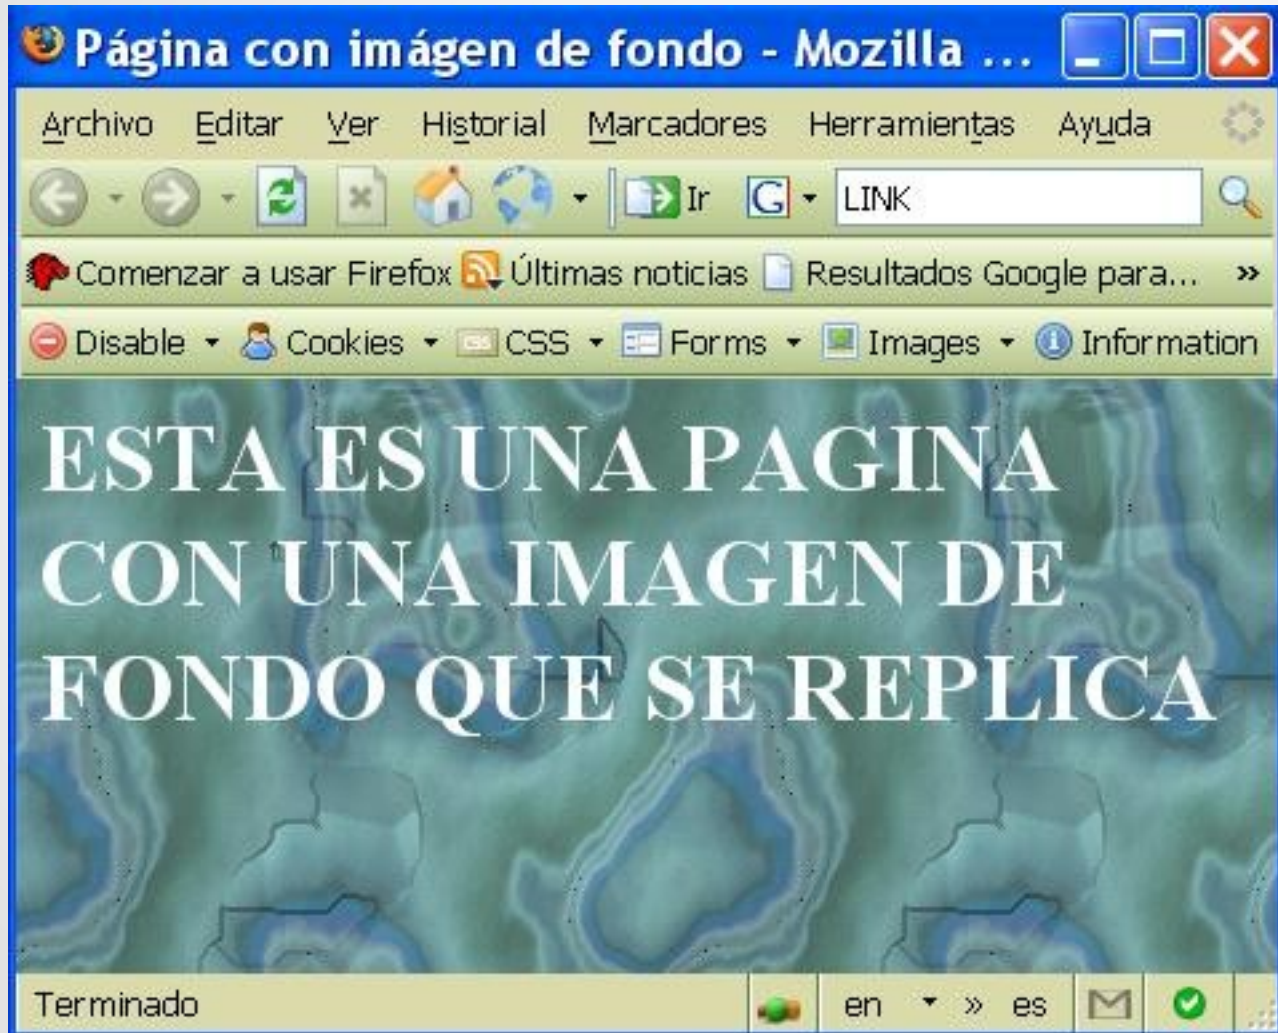 Página con imágen de fondo - Mozilla ...
Archivo Editar Ver Historial Marcadores Herramientas Ayuda
Ir G LINK
Comenzar a usar Firefox Últimas noticias Resultados Google para... »
Disable Cookies CSS Forms Images Information
ESTA ES UNA PAGINA
CON UNA IMAGEN DE
FONDO QUE SE REPLICA
Terminado en » es